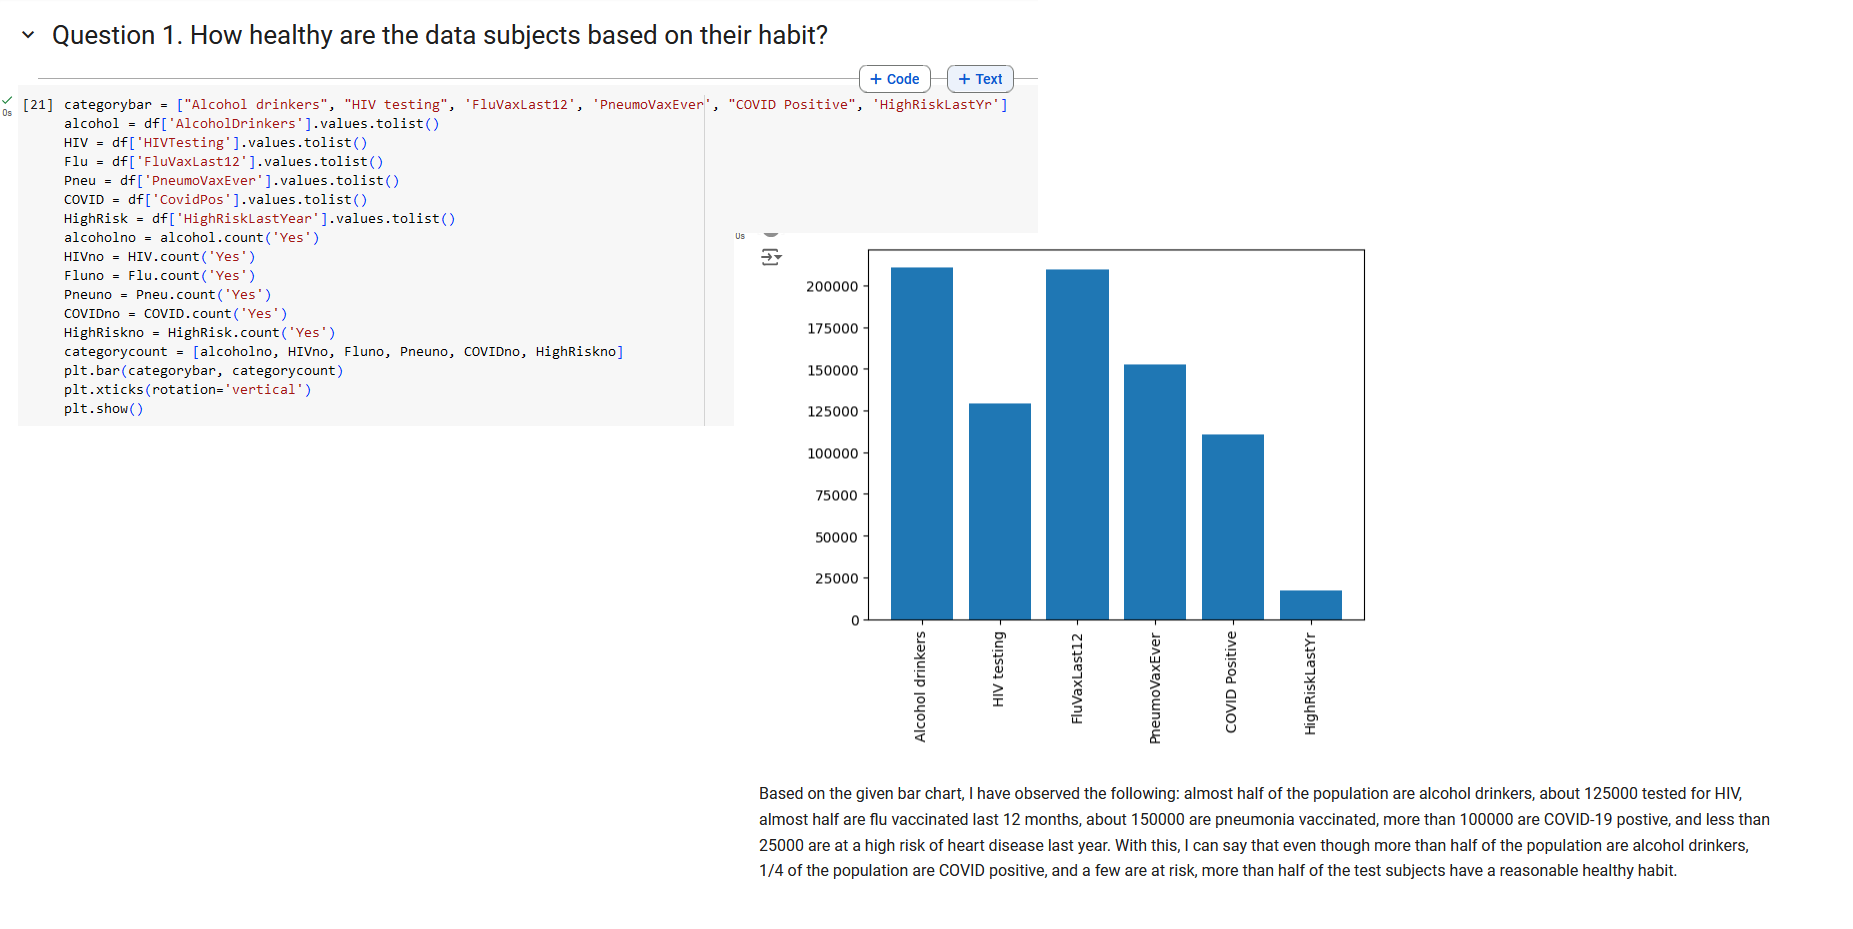 Question 1. How healthy are the data subjects based on their habit?
+ Code
+ Text
0s
[21] categorybar = ["Alcohol drinkers", "HIV testing", 'FluVaxLast12', 'PneumoVaxEver', "COVID Positive", 'HighRiskLastYr']
alcohol = df['AlcoholDrinkers'].values.tolist()
HIV = df['HIVTesting'].values.tolist()
Flu = df['FluVaxLast12'].values.tolist()
Pneu = df['PneumoVaxEver'].values.tolist()
COVID = df['CovidPos'].values.tolist()
HighRisk = df['HighRiskLastYear'].values.tolist()
alcoholno = alcohol.count('Yes')
HIVno = HIV.count('Yes')
Fluno = Flu.count('Yes')
Pneuno = Pneu.count('Yes')
COVIDno = COVID.count('Yes')
HighRiskno = HighRisk.count('Yes')
categorycount = [alcoholno, HIVno, Fluno, Pneuno, COVIDno, HighRiskno]
plt.bar(categorybar, categorycount)
plt.xticks(rotation='vertical')
plt.show()
0s
200000
175000
150000
125000
100000
75000
50000
25000
0
Alcohol drinkers
HIV testing
FluVaxLast12
PneumoVaxEver
COVID Positive
HighRiskLastYr
Based on the given bar chart, I have observed the following: almost half of the population are alcohol drinkers, about 125000 tested for HIV,
almost half are flu vaccinated last 12 months, about 150000 are pneumonia vaccinated, more than 100000 are COVID-19 postive, and less than
25000 are at a high risk of heart disease last year. With this, I can say that even though more than half of the population are alcohol drinkers,
1/4 of the population are COVID positive, and a few are at risk, more than half of the test subjects have a reasonable healthy habit.